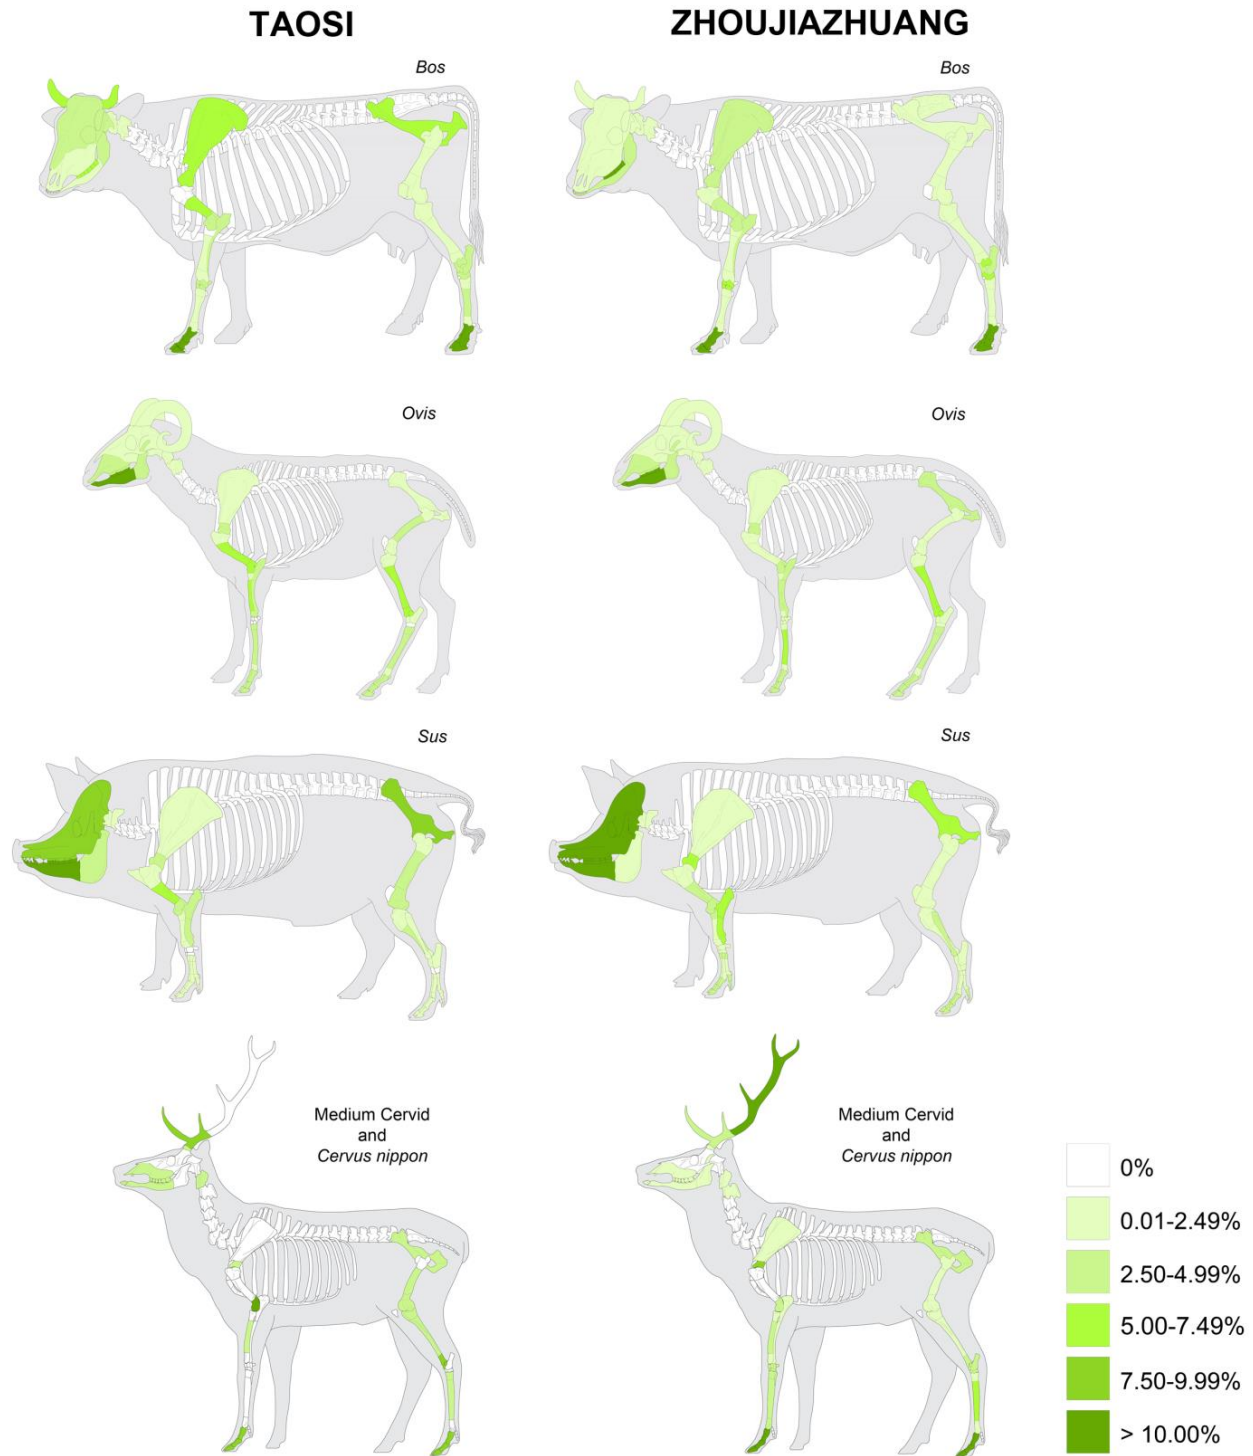 TAOSI
ZHOUJIAZHUANG
Bos
Bos
Ovis
Ovis
Sus
Sus
Medium Cervid
and
Cervus nippon
Medium Cervid
and
Cervus nippon
0%
0.01-2.49%
2.50-4.99%
5.00-7.49%
7.50-9.99%
> 10.00%